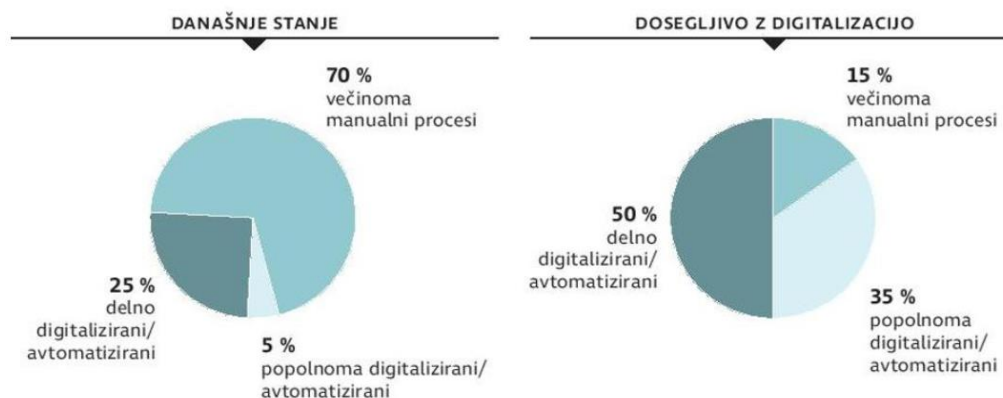 DANAŠNJE STANJE
70 %
večinoma
manualni procesi
25 %
delno
digitalizirani/
avtomatizirani
5 %
popolnoma digitalizirani/
avtomatizirani
DOSEGLJIVO Z DIGITALIZACIJO
15 %
večinoma
manualni procesi
50 %
delno
digitalizirani/
avtomatizirani
35 %
popolnoma
digitalizirani/
avtomatizirani